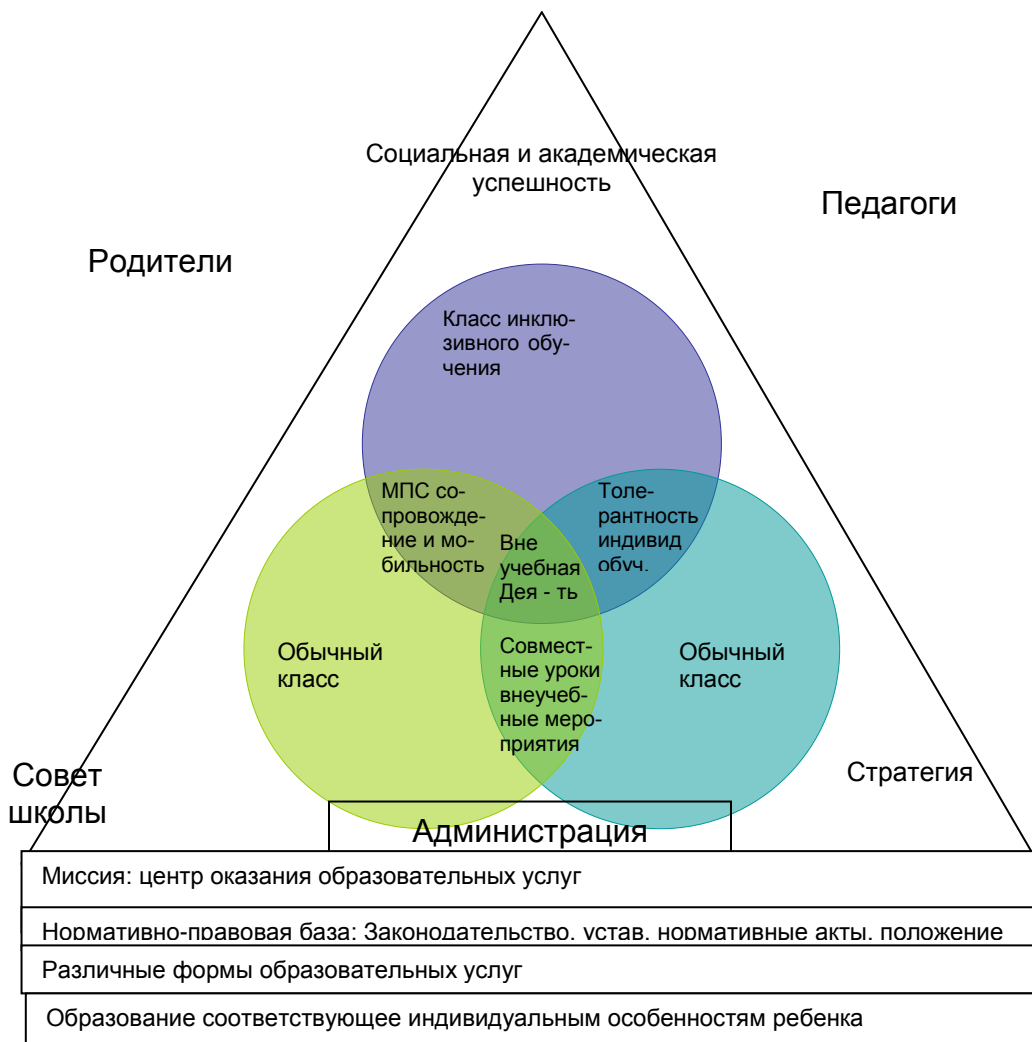 Социальная и академическая
успешность
Педагоги
Родители
Класс инклю-
зивного обу-
чения
МПС со-
провожде-
ние и мо-
бильность
Толе-
рантность
индивид
обуч.
Вне
учебная
Дея - ть
Обычный
класс
Совмест-
ные уроки
внеучеб-
ные меро-
приятия
Обычный
класс
Совет
школы
Стратегия
Администрация
Миссия: центр оказания образовательных услуг
Нормативно-правовая база: Законодательство, устав, нормативные акты, положение
Различные формы образовательных услуг
Образование соответствующее индивидуальным особенностям ребенка